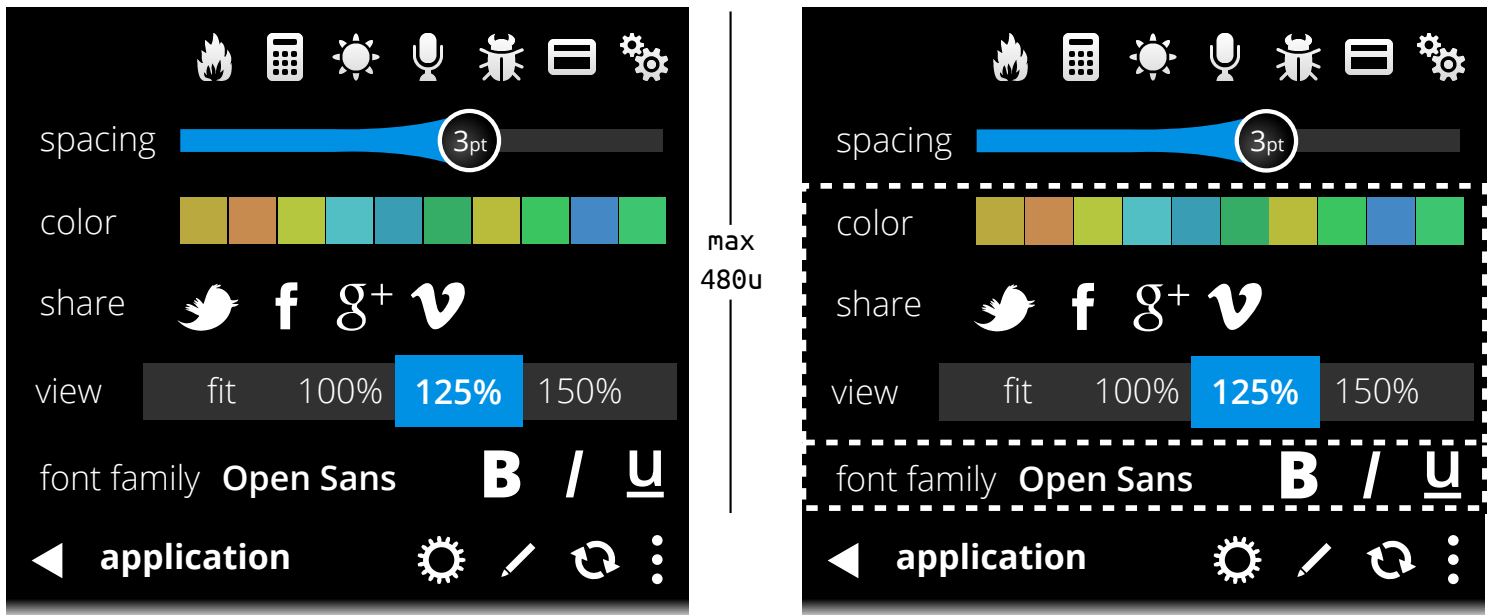 spacing 3pt
color
share f g+ v
view fit 100% 125% 150%
font family Open Sans B I U
application
max
480u
spacing 3pt
color
share f g+ v
view fit 100% 125% 150%
font family Open Sans B I U
application